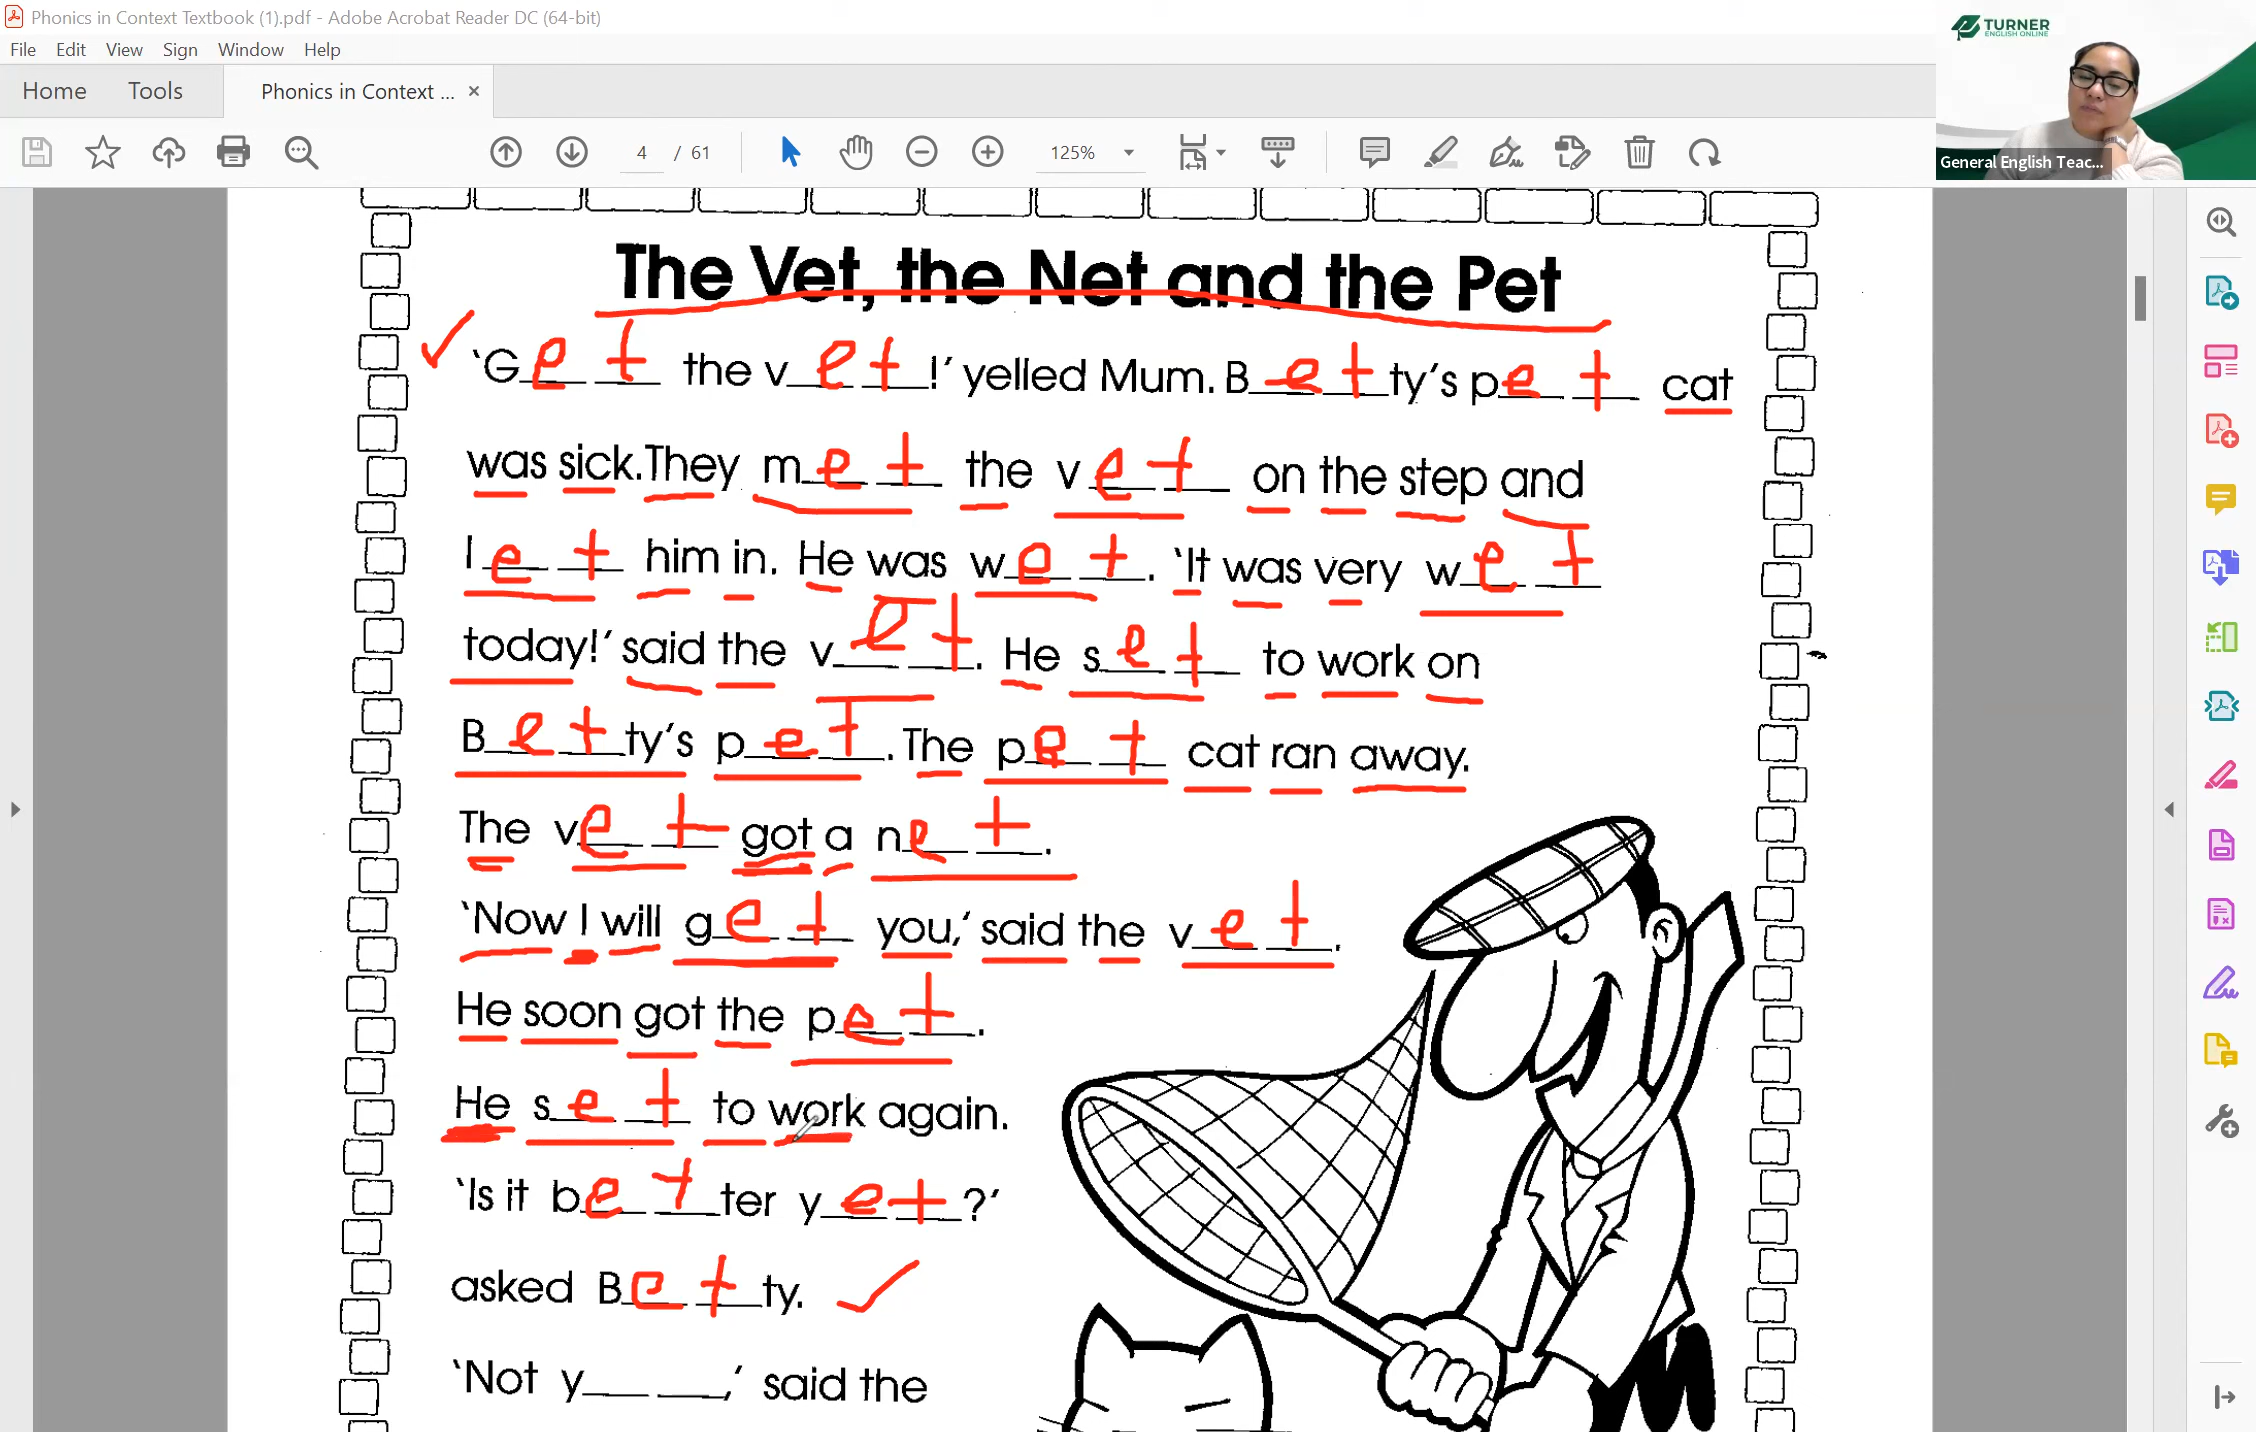 Phonics in Context Textbook (1).pdf - Adobe Acrobat Reader DC (64-bit)
File Edit View Sign Window Help
Home Tools Phonics in Context ... ×
4 / 61 125%
TURNER
ENGLISH ONLINE
General English Teac...
The Vet, the Net and the Pet
'Get the vet!' yelled Mum. Betty's pet cat
was sick. They met the vet on the step and
let him in. He was wet. 'It was very wet
today!' said the vet. He set to work on
Betty's pet. The pet cat ran away.
The vet got a net.
'Now I will get you,' said the vet.
He soon got the pet.
He set to work again.
'Is it better yet?'
asked Betty.
'Not y__ __,' said the